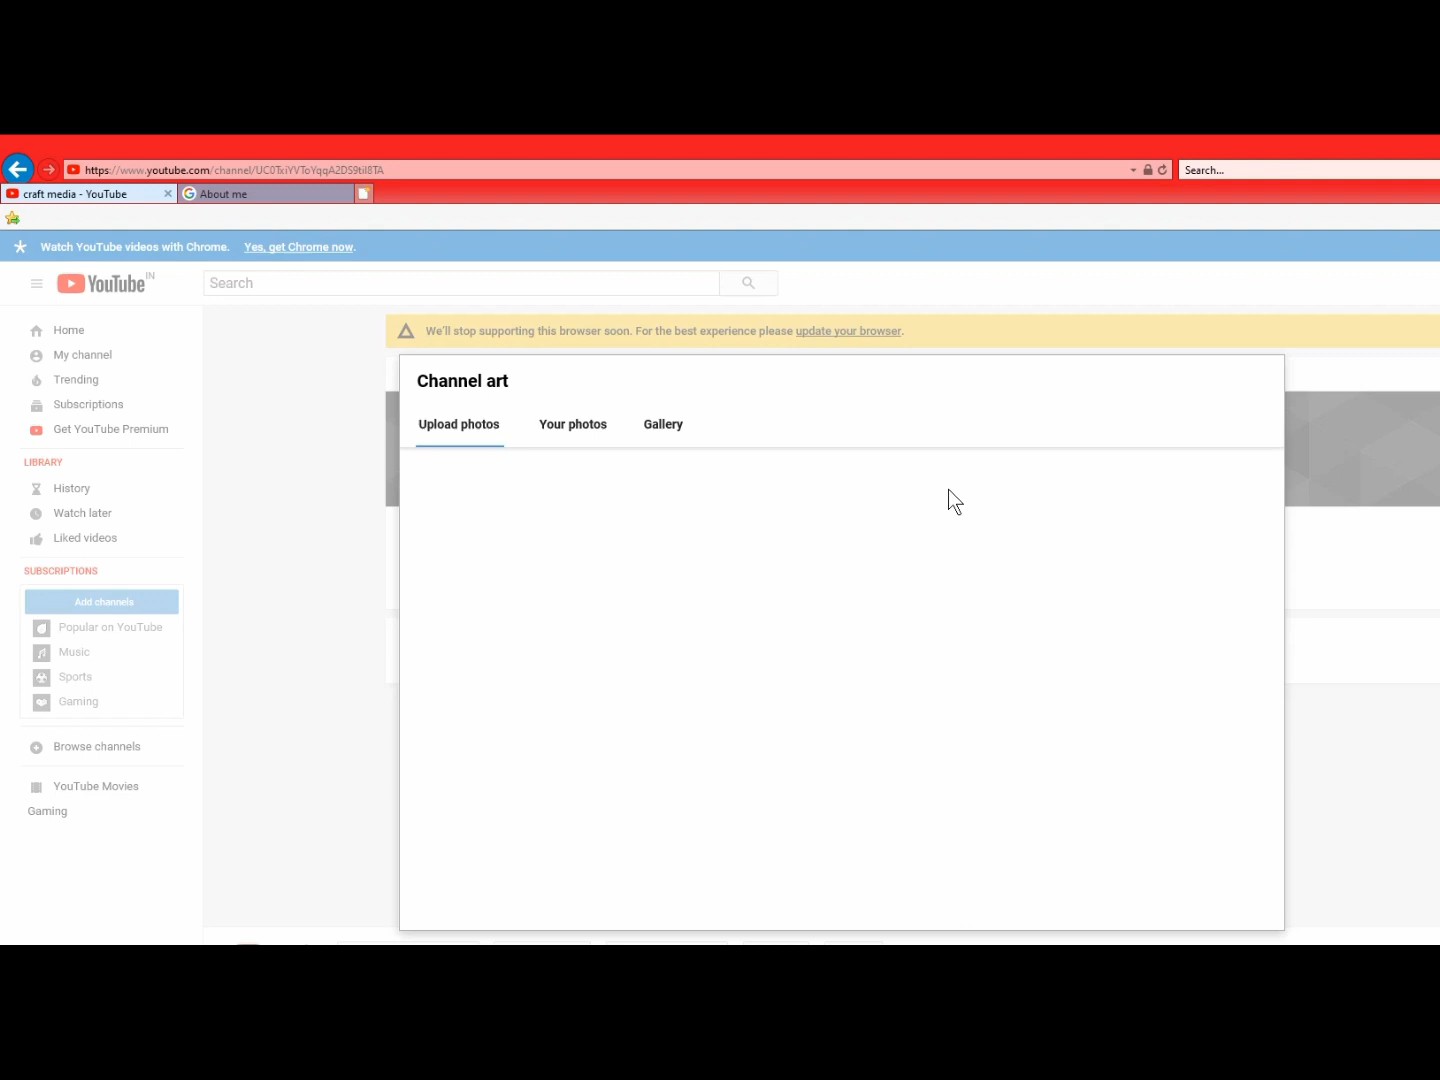 https://www.youtube.com/channel/UC0TxiYVToYqqA2DS9til8TA
Search...
craft media - YouTube
About me
Watch YouTube videos with Chrome. Yes, get Chrome now.
YouTube IN
Search
We'll stop supporting this browser soon. For the best experience please update your browser.
Home
My channel
Trending
Subscriptions
Get YouTube Premium
LIBRARY
History
Watch later
Liked videos
SUBSCRIPTIONS
Add channels
Popular on YouTube
Music
Sports
Gaming
Browse channels
YouTube Movies
Gaming
Channel art
Upload photos
Your photos
Gallery